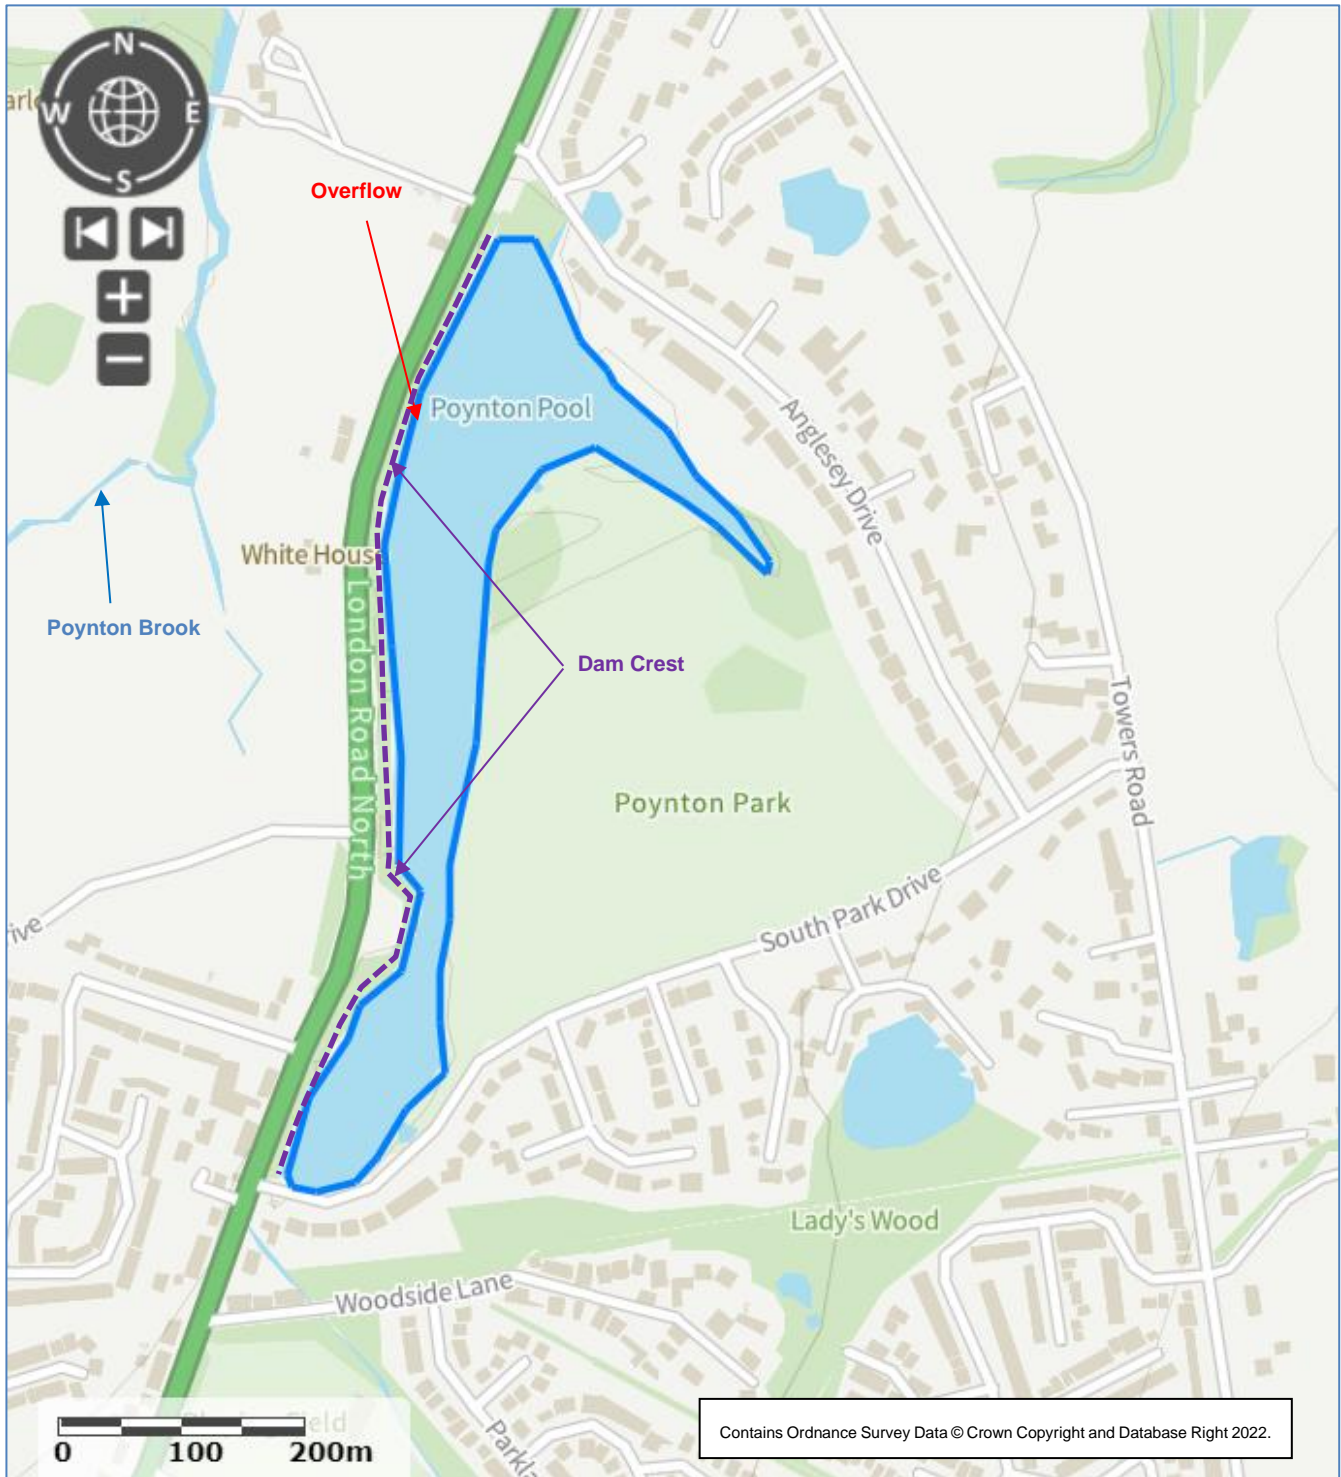 N
W
E
S
Overflow
Poynton Pool
Anglesey Drive
White Hous
London Road North
Poynton Brook
Dam Crest
Towers Road
Poynton Park
South Park Drive
Lady's Wood
Woodside Lane
0 100 200m
Contains Ordnance Survey Data © Crown Copyright and Database Right 2022.